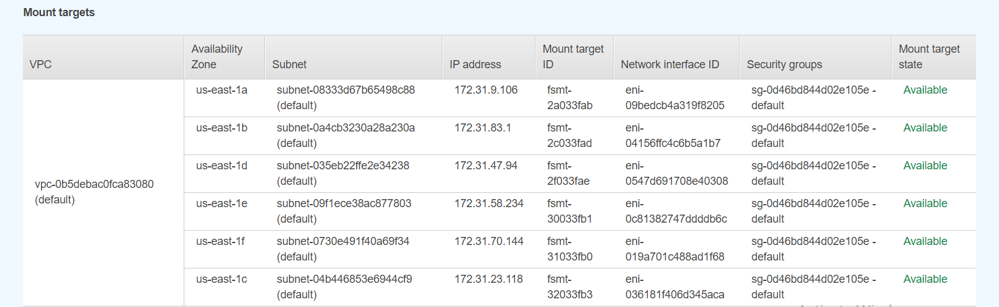 Mount targets
VPC
Availability Zone
Subnet
IP address
Mount target ID
Network interface ID
Security groups
Mount target state
vpc-0b5debac0fca83080
(default)
us-east-1a
subnet-08333d67b65498c88
(default)
172.31.9.106
fsmt-
2a033fab
eni-
09bedcb4a319f8205
sg-0d46bd844d02e105e -
default
Available
us-east-1b
subnet-0a4cb3230a28a230a
(default)
172.31.83.1
fsmt-
2c033fad
eni-
04156ffc4c6b5a1b7
sg-0d46bd844d02e105e -
default
Available
us-east-1d
subnet-035eb22ffe2e34238
(default)
172.31.47.94
fsmt-
2f033fae
eni-
0547d691708e40308
sg-0d46bd844d02e105e -
default
Available
us-east-1e
subnet-09f1ece38ac877803
(default)
172.31.58.234
fsmt-
30033fb1
eni-
0c81382747ddddb6c
sg-0d46bd844d02e105e -
default
Available
us-east-1f
subnet-0730e491f40a69f34
(default)
172.31.70.144
fsmt-
31033fb0
eni-
019a701c488ad1f68
sg-0d46bd844d02e105e -
default
Available
us-east-1c
subnet-04b446853e6944cf9
(default)
172.31.23.118
fsmt-
32033fb3
eni-
036181f406d345aca
sg-0d46bd844d02e105e -
default
Available